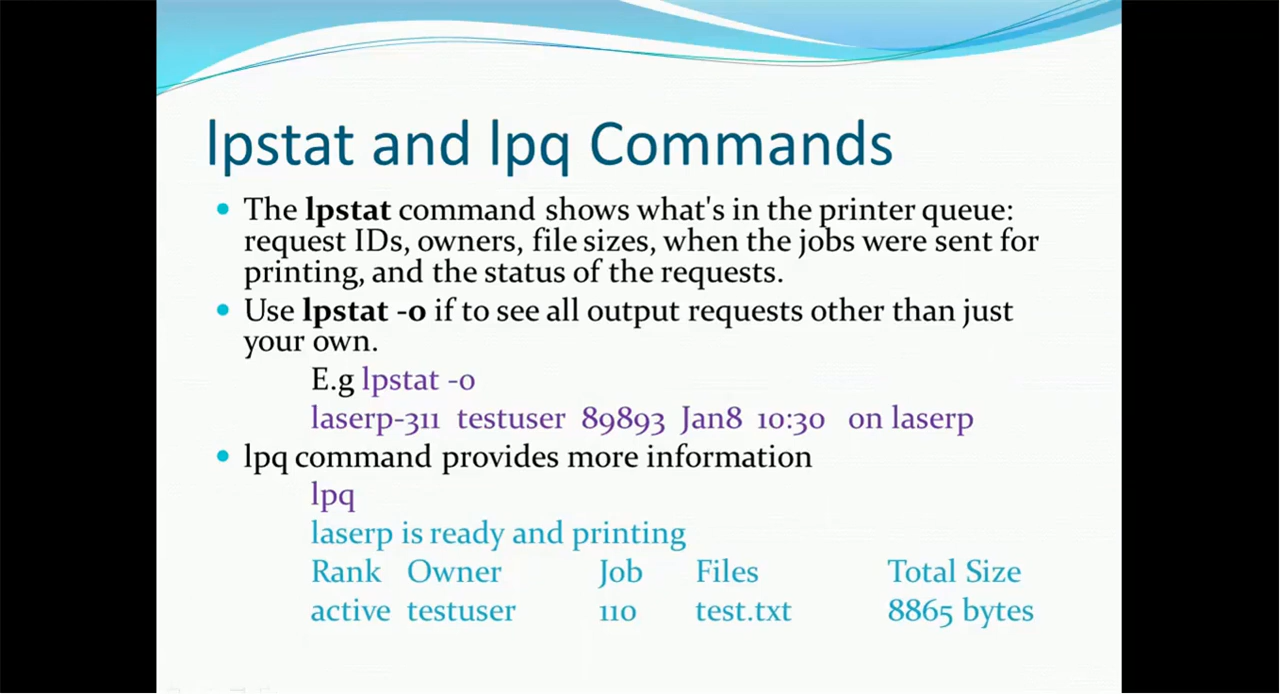 lpstat and lpq Commands
The lpstat command shows what's in the printer queue:
request IDs, owners, file sizes, when the jobs were sent for
printing, and the status of the requests.
Use lpstat -o if to see all output requests other than just
your own.
E.g lpstat -o
laserp-311 testuser 89893 Jan8 10:30 on laserp
lpq command provides more information
lpq
laserp is ready and printing
Rank Owner Job Files Total Size
active testuser 110 test.txt 8865 bytes